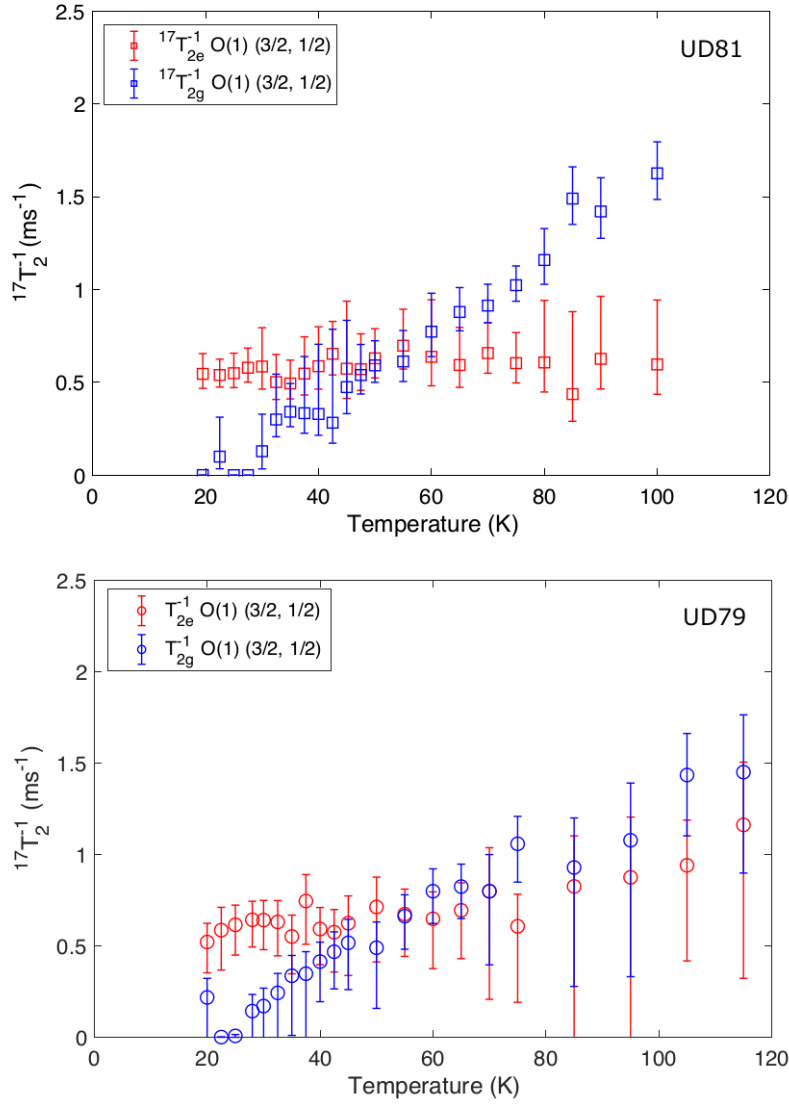 2.5
2
1.5
1
0.5
0
0
20
40
60
80
100
120
17T2-1 (ms-1)
Temperature (K)
17T2e-1 O(1) (3/2, 1/2)
17T2g-1 O(1) (3/2, 1/2)
UD81
2.5
2
1.5
1
0.5
0
0
20
40
60
80
100
120
17T2-1 (ms-1)
Temperature (K)
T2e-1 O(1) (3/2, 1/2)
T2g-1 O(1) (3/2, 1/2)
UD79